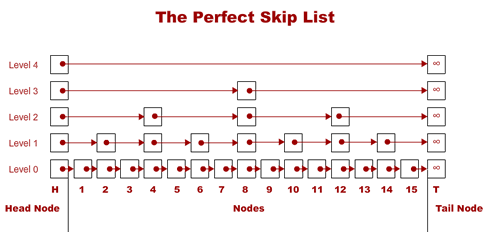 The Perfect Skip List
Level 4 ∞
Level 3 ∞
Level 2 ∞
Level 1 ∞
Level 0 ∞
H 1 2 3 4 5 6 7 8 9 10 11 12 13 14 15 T
Head Node Nodes Tail Node